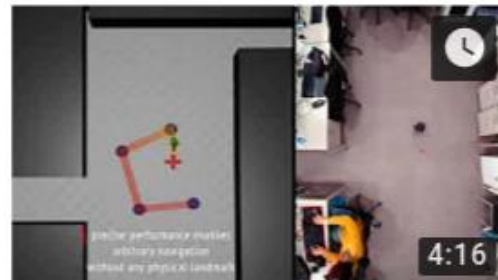 precise performance enables
arbitrary navigation
without any physical landmark
4:16